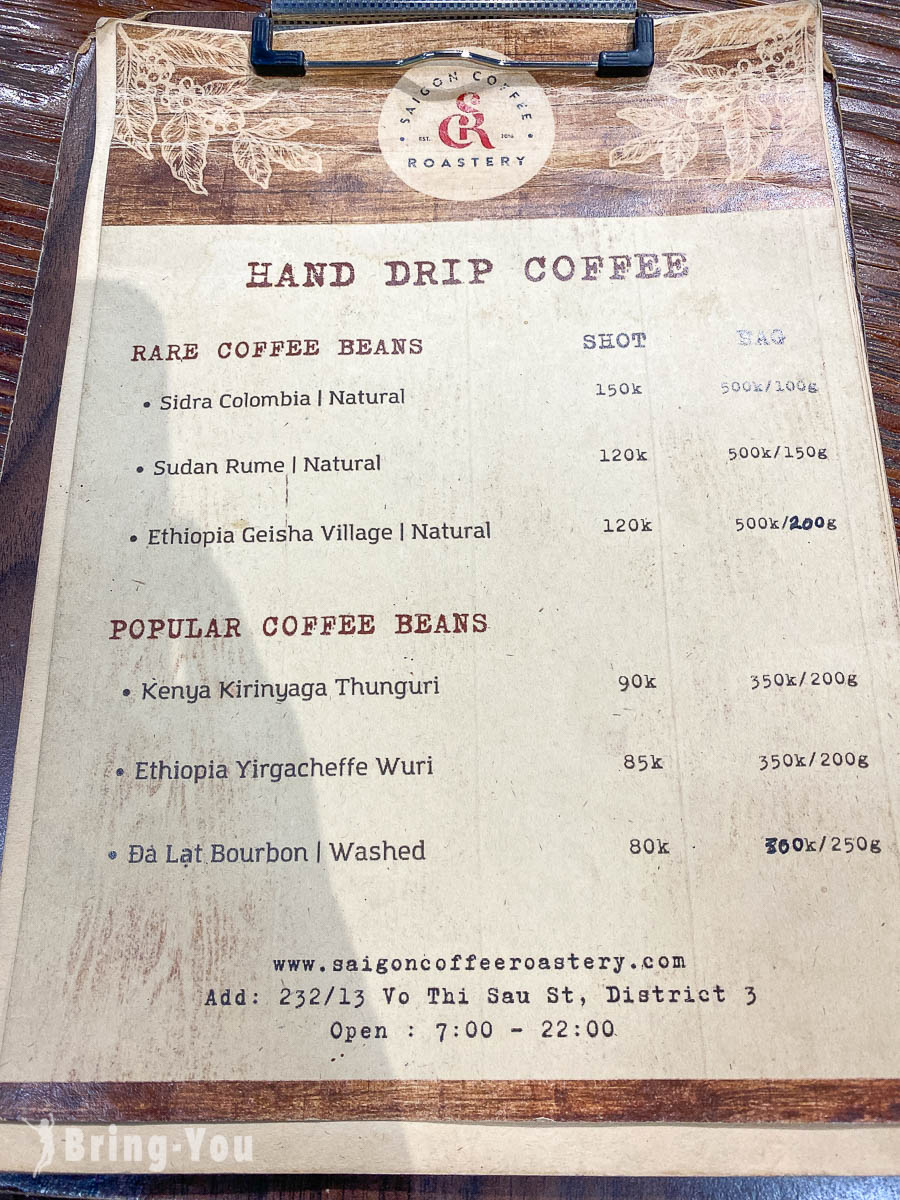 SAIGON COFFEE
EST. 2016
ROASTERY
HAND DRIP COFFEE
RARE COFFEE BEANS SHOT BAG
• Sidra Colombia | Natural 150k 500k/100g
• Sudan Rume | Natural 120k 500k/150g
• Ethiopia Geisha Village | Natural 120k 500k/200g
POPULAR COFFEE BEANS
• Kenya Kirinyaga Thunguri 90k 350k/200g
• Ethiopia Yirgacheffe Wuri 85k 350k/200g
• Đà Lạt Bourbon | Washed 80k /250g
www.saigoncoffeeroastery.com
Add: 232/13 Vo Thi Sau St, District 3
Open : 7:00 - 22:00
Bring-You